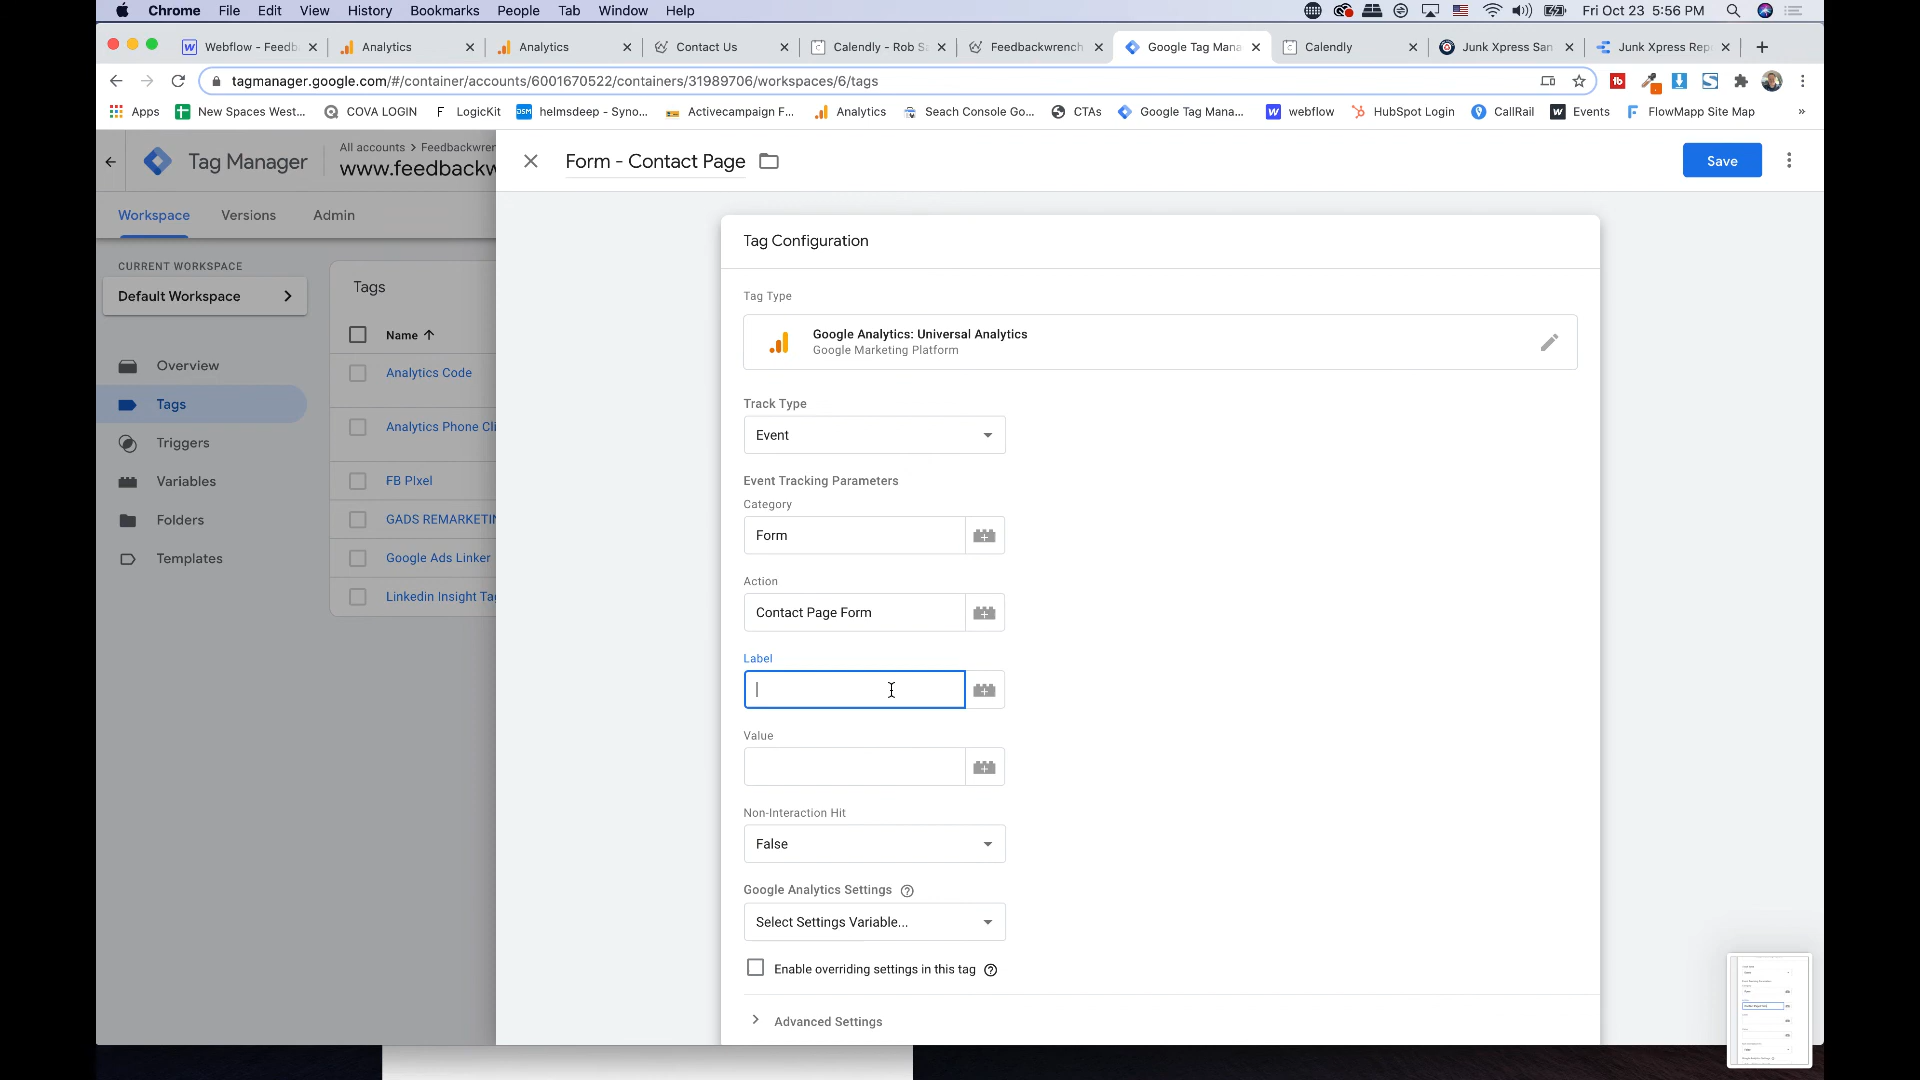 Chrome File Edit View History Bookmarks People Tab Window Help Fri Oct 23 5:56 PM
Webflow - Feedb Analytics Analytics Contact Us Calendly - Rob S Feedbackwrench Google Tag Mana Calendly Junk Xpress San Junk Xpress Rep
tagmanager.google.com/#/container/accounts/6001670522/containers/31989706/workspaces/6/tags
Apps New Spaces West... COVA LOGIN LogicKit helmsdeep - Syno... Activecampaign F... Analytics Seach Console Go... CTAs Google Tag Mana... webflow HubSpot Login CallRail Events FlowMapp Site Map »
Tag Manager
All accounts > Feedbackwren
www.feedbackw
Form - Contact Page
Save
Workspace Versions Admin
CURRENT WORKSPACE
Default Workspace
Overview
Tags
Triggers
Variables
Folders
Templates
Tags
Name
Analytics Code
Analytics Phone Cli
FB PIxel
GADS REMARKETIN
Google Ads Linker
Linkedin Insight Tag
Tag Configuration
Tag Type
Google Analytics: Universal Analytics
Google Marketing Platform
Track Type
Event
Event Tracking Parameters
Category
Form
Action
Contact Page Form
Label
Value
Non-Interaction Hit
False
Google Analytics Settings
Select Settings Variable...
Enable overriding settings in this tag
Advanced Settings